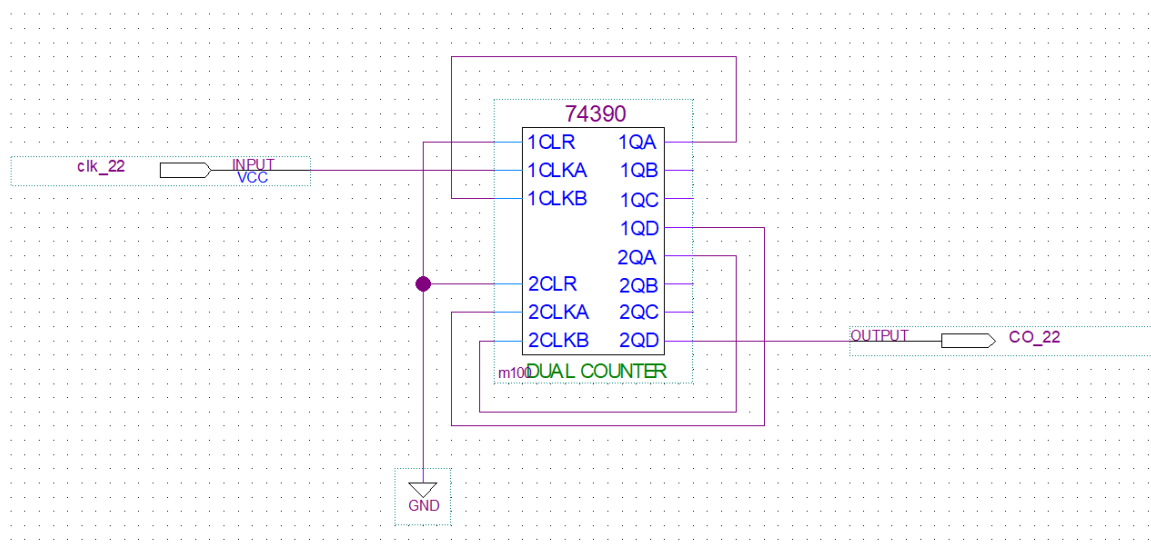 74390
1CLR 1QA
clk_22 INPUT 1CLKA 1QB
VCC
1CLKB 1QC
1QD
2QA
2CLR 2QB
2CLKA 2QC
2CLKB 2QD OUTPUT CO_22
m100 DUAL COUNTER
GND